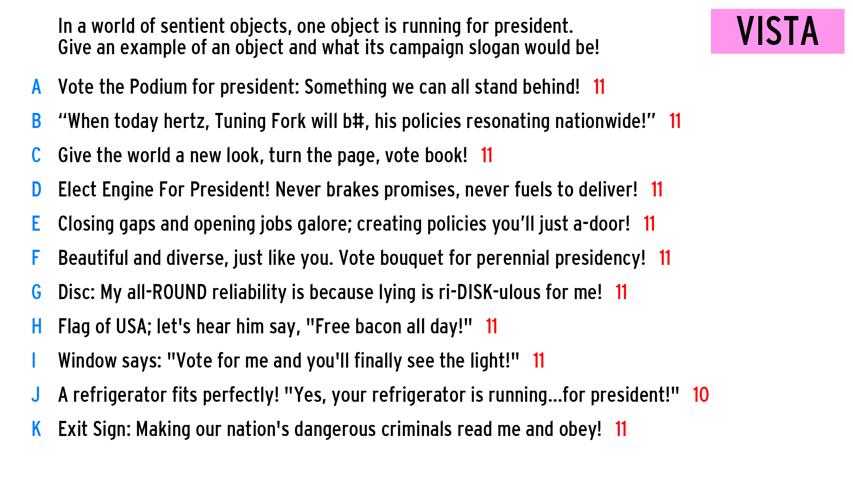 In a world of sentient objects, one object is running for president.
Give an example of an object and what its campaign slogan would be!
VISTA
A Vote the Podium for president: Something we can all stand behind! 11
B “When today hertz, Tuning Fork will b#, his policies resonating nationwide!” 11
C Give the world a new look, turn the page, vote book! 11
D Elect Engine For President! Never brakes promises, never fuels to deliver! 11
E Closing gaps and opening jobs galore; creating policies you’ll just a-door! 11
F Beautiful and diverse, just like you. Vote bouquet for perennial presidency! 11
G Disc: My all-ROUND reliability is because lying is ri-DISK-ulous for me! 11
H Flag of USA; let's hear him say, "Free bacon all day!" 11
I Window says: "Vote for me and you'll finally see the light!" 11
J A refrigerator fits perfectly! "Yes, your refrigerator is running...for president!" 10
K Exit Sign: Making our nation's dangerous criminals read me and obey! 11